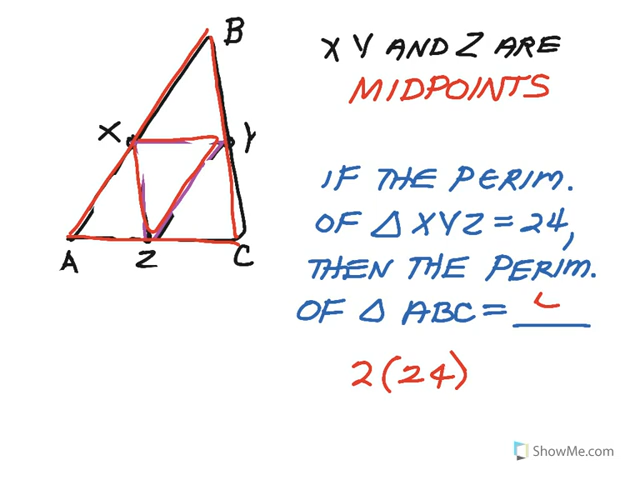 B
X Y AND Z ARE
MIDPOINTS
X
Y
IF THE PERIM.
OF △ XYZ = 24,
THEN THE PERIM.
A
Z
C
OF △ ABC = ____
2(24)
ShowMe.com